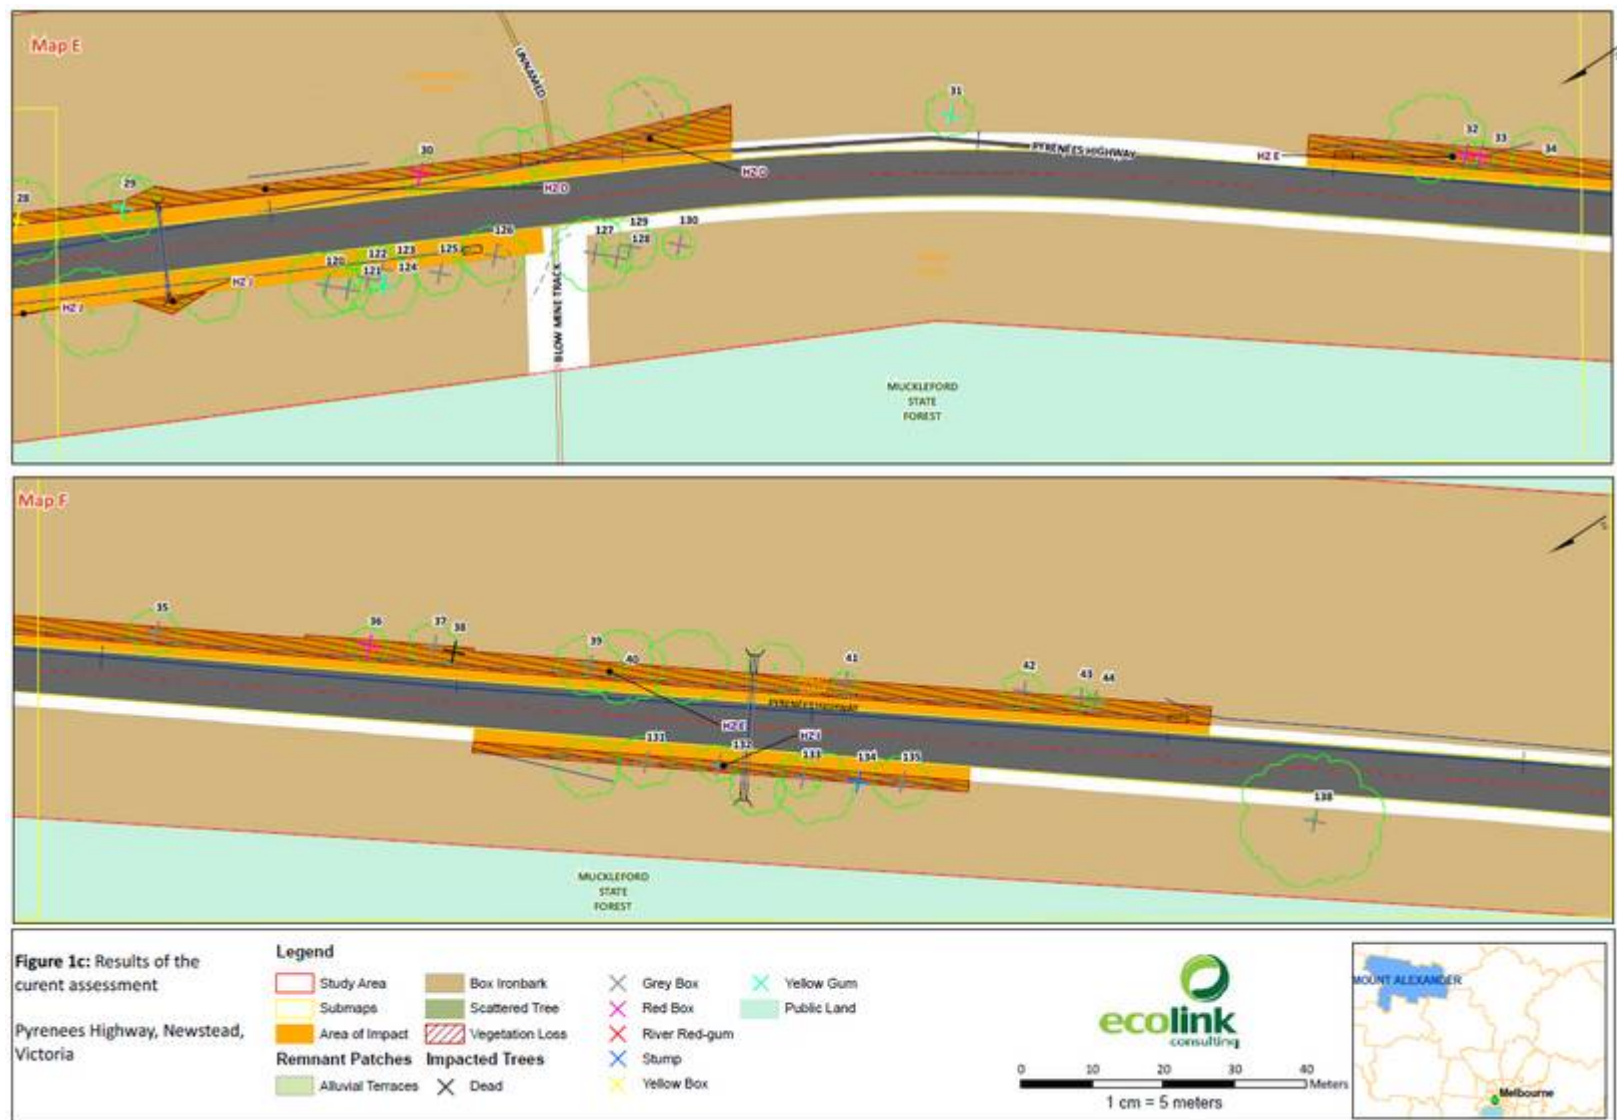 Map E
UNNAMED
31
30
29
28
32
33
34
PYRENEES HIGHWAY
HZ E
HZ D
HZ D
126
127
129
130
128
125
123
122
124
121
120
HZ J
HZ J
BLOW MINE TRACK
MUCKLEFORD
STATE
FOREST
Map F
35
36
37
38
39
40
41
42
43
44
PYRENEES HIGHWAY
HZ E
HZ I
131
132
133
134
135
138
MUCKLEFORD
STATE
FOREST
Figure 1c: Results of the
curent assessment
Pyrenees Highway, Newstead,
Victoria
Legend
Study Area
Submaps
Area of Impact
Remnant Patches
Alluvial Terraces
Box Ironbark
Scattered Tree
Vegetation Loss
Impacted Trees
Dead
Grey Box
Red Box
River Red-gum
Stump
Yellow Box
Yellow Gum
Public Land
ecolink
consulting
0 10 20 30 40
Meters
1 cm = 5 meters
MOUNT ALEXANDER
Melbourne